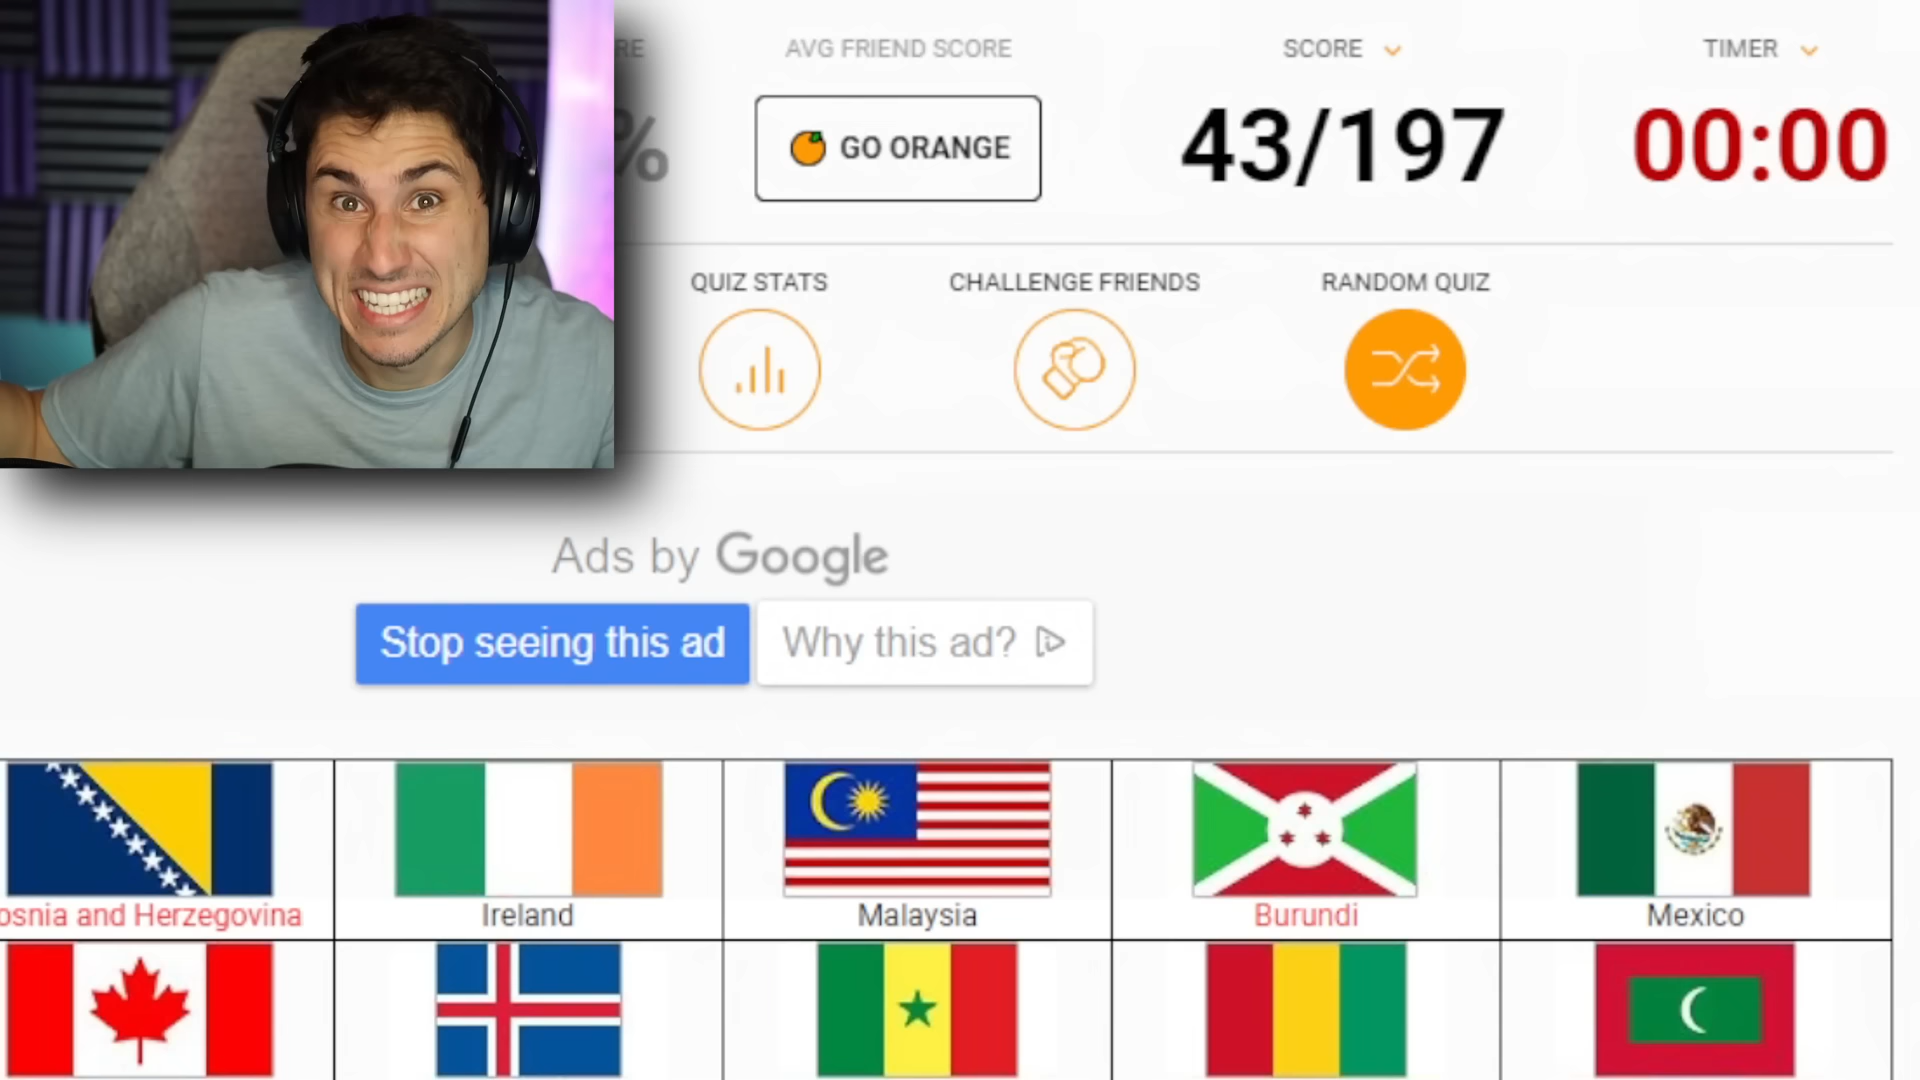 RE
AVG FRIEND SCORE
SCORE
TIMER
%
GO ORANGE
43/197
00:00
QUIZ STATS
CHALLENGE FRIENDS
RANDOM QUIZ
Ads by Google
Stop seeing this ad
Why this ad?
osnia and Herzegovina
Ireland
Malaysia
Burundi
Mexico